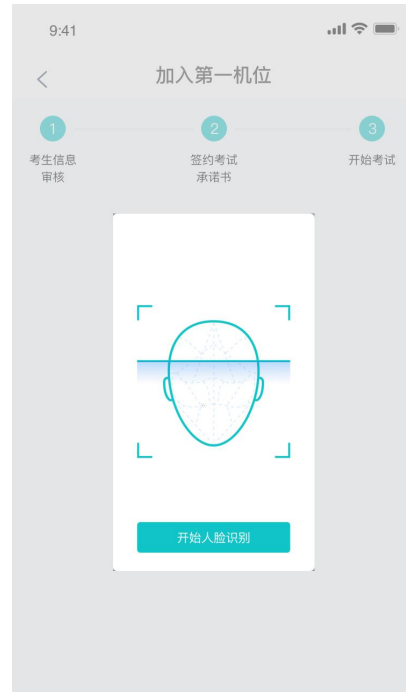 9:41
加入第一机位
1
2
3
考生信息
审核
签约考试
承诺书
开始考试
开始人脸识别